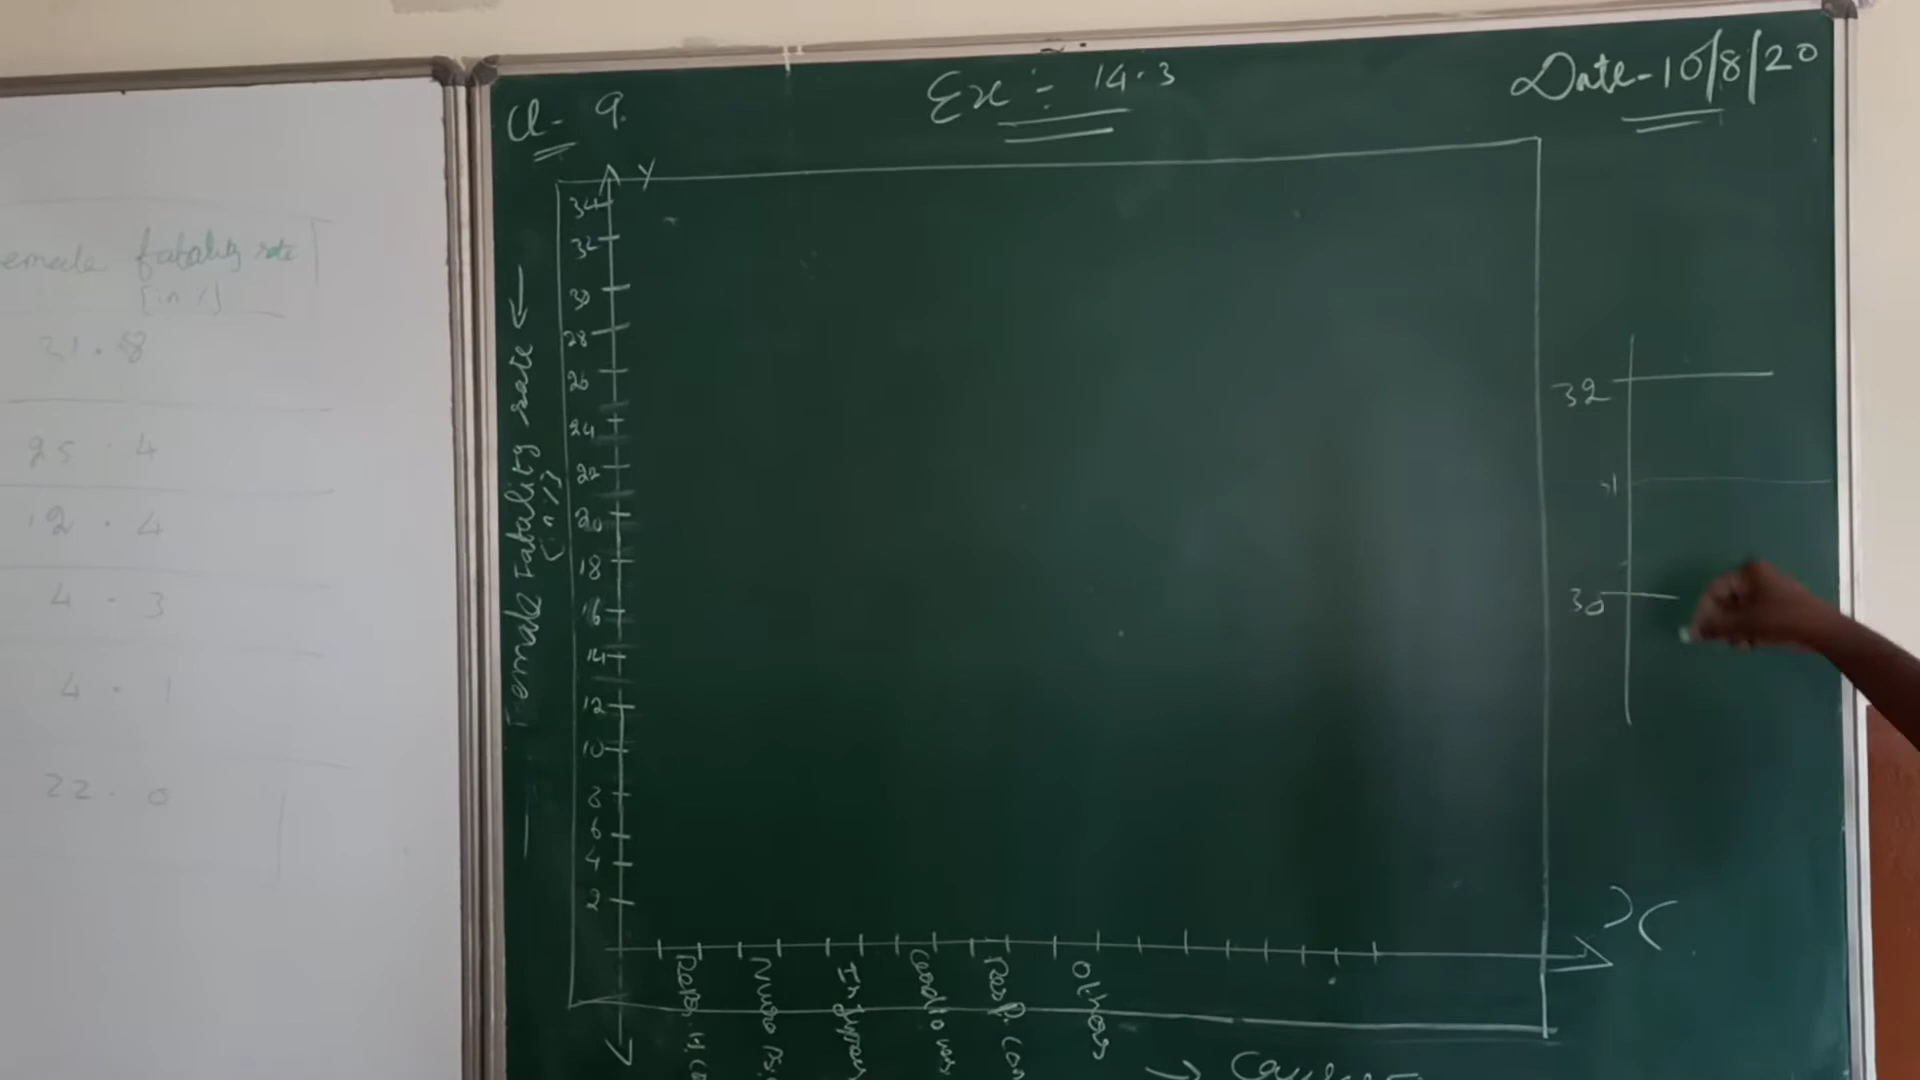 Cl - 9.
Ex ÷ 14.3
Date - 10/8/20
emale fatality rate
[in %]
31.8
25.4
12.4
4.3
4.1
22.0
Y
34
32
30
28
26
24
22
20
18
16
14
12
10
8
6
4
2
Female Fatality rate
(in %)
Others
32
31
30
x